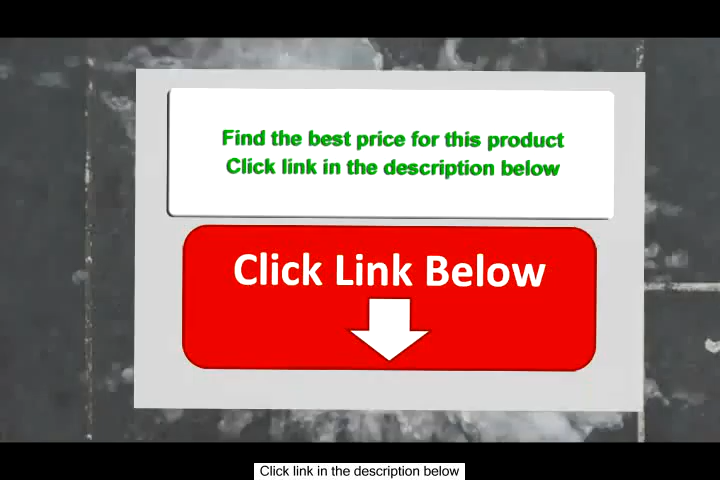 Find the best price for this product
Click link in the description below
Click Link Below
Click link in the description below